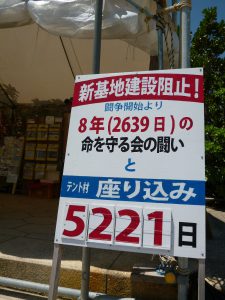 新基地建設阻止!
闘争開始より
8年(2639日)の
命を守る会の闘い
と
テント村 座り込み
5221日